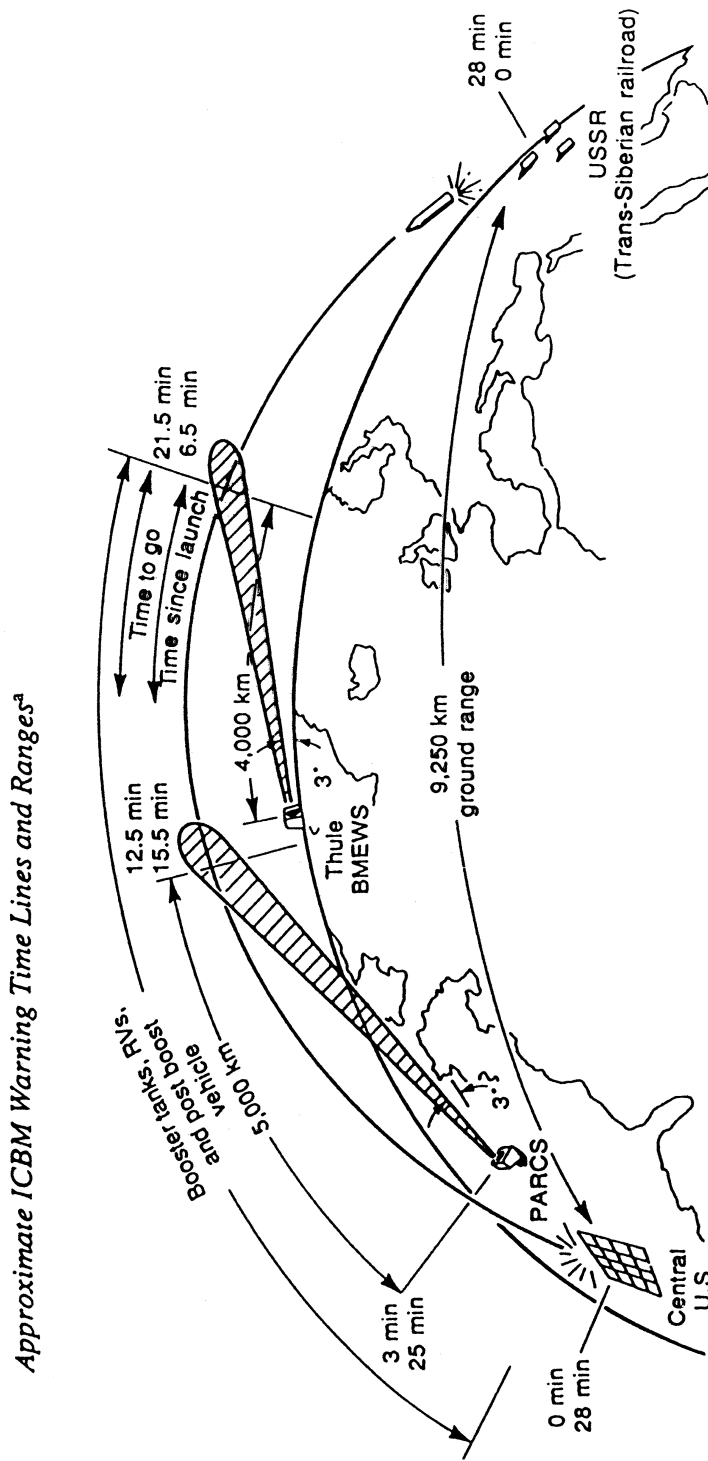 Approximate ICBM Warning Time Lines and Rangesª
Booster tanks, RVs,
and post boost
vehicle
5,000 km
12.5 min
15.5 min
Time to go
Time since launch
21.5 min
6.5 min
4,000 km
3°
Thule
BMEWS
28 min
0 min
USSR
(Trans-Siberian railroad)
9,250 km
ground range
3 min
25 min
3°
PARCS
0 min
28 min
Central
U.S